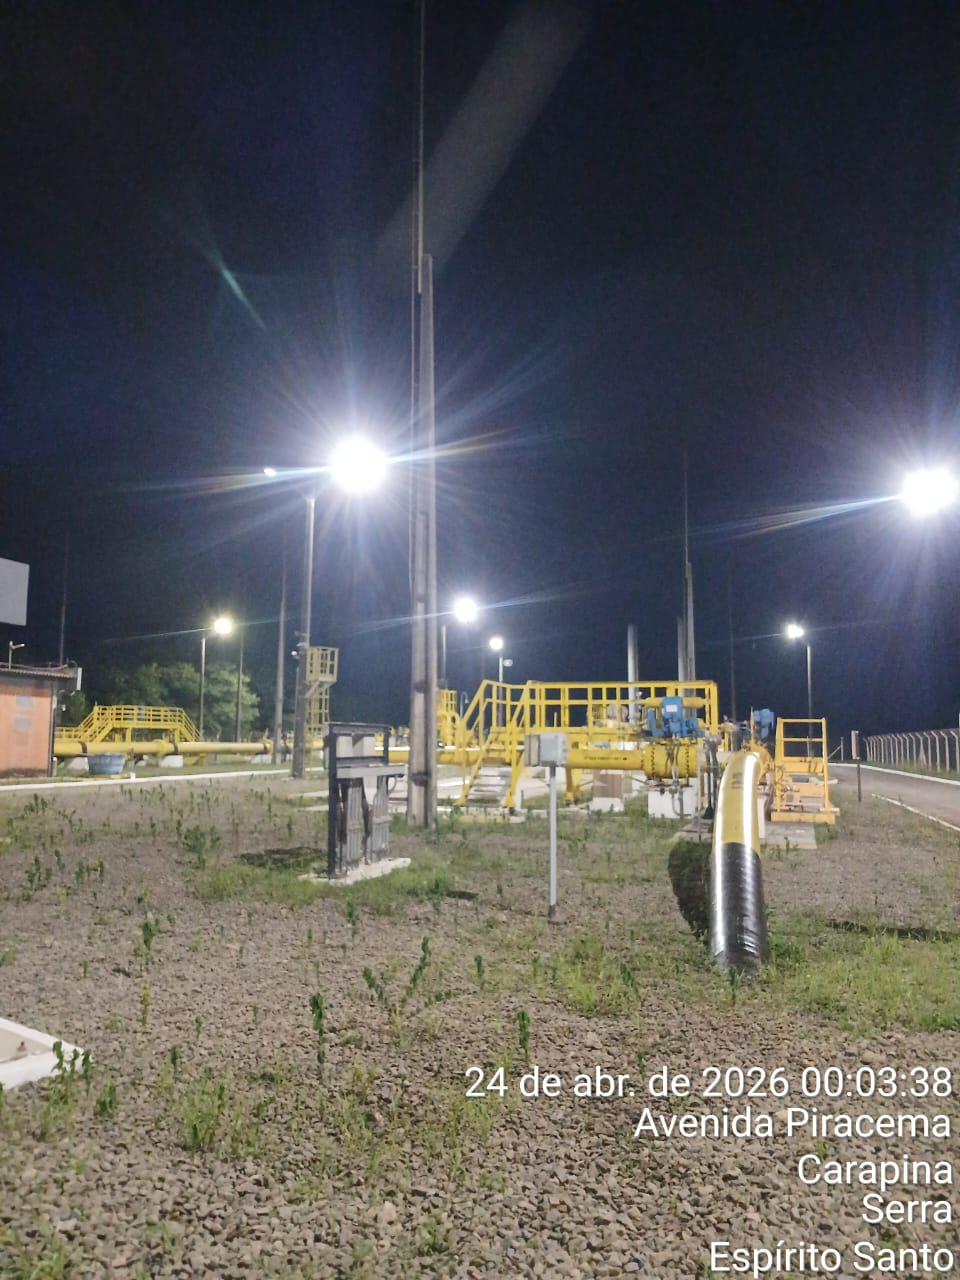 24 de abr. de 2026 00:03:38
Avenida Piracema
Carapina
Serra
Espírito Santo